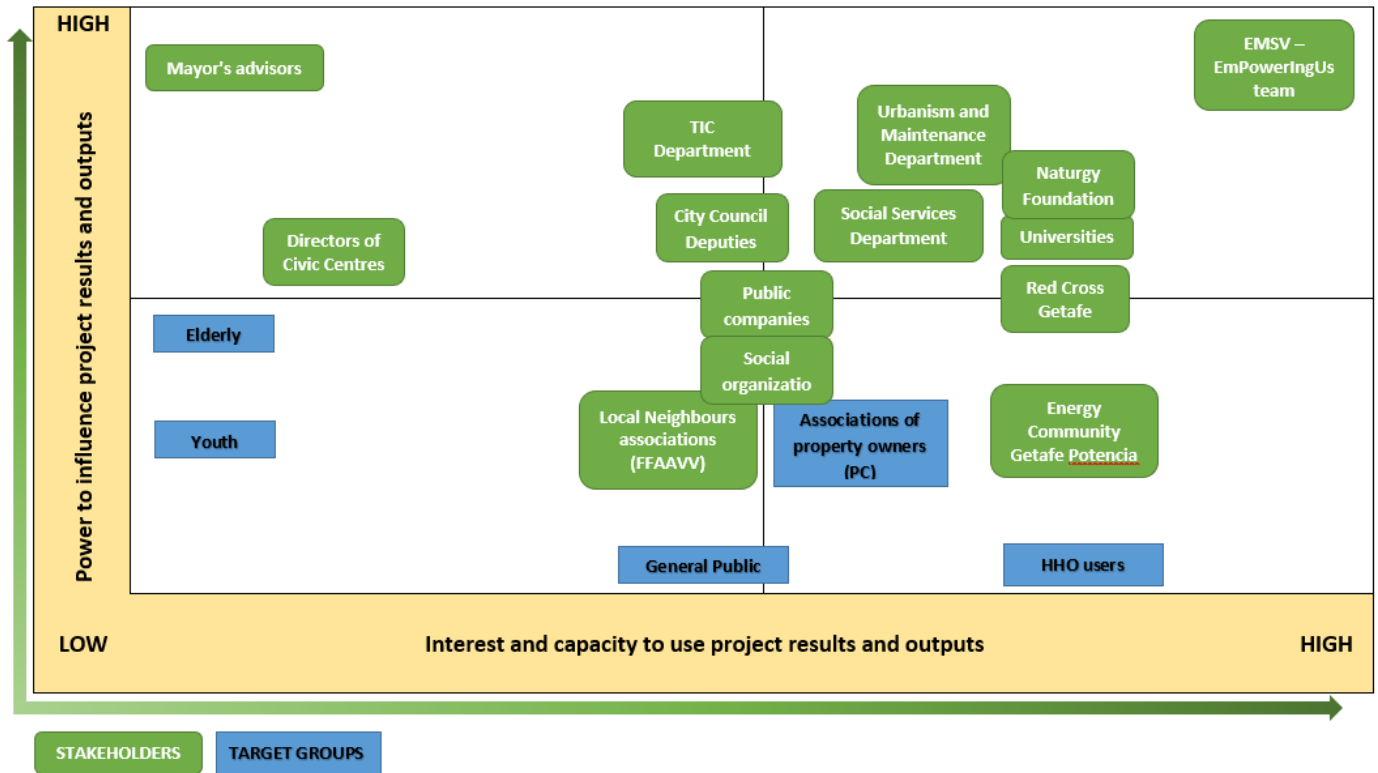 HIGH
Power to influence project results and outputs
Mayor's advisors
EMSV –
EmPowerIngUs
team
TIC
Department
Urbanism and
Maintenance
Department
Naturgy
Foundation
City Council
Deputies
Social Services
Department
Universities
Directors of
Civic Centres
Red Cross
Getafe
Public
companies
Elderly
Social
organizatio
Youth
Local Neighbours
associations
(FFAAVV)
Associations of
property owners
(PC)
Energy
Community
Getafe Potencia
General Public
HHO users
LOW
Interest and capacity to use project results and outputs
HIGH
STAKEHOLDERS
TARGET GROUPS